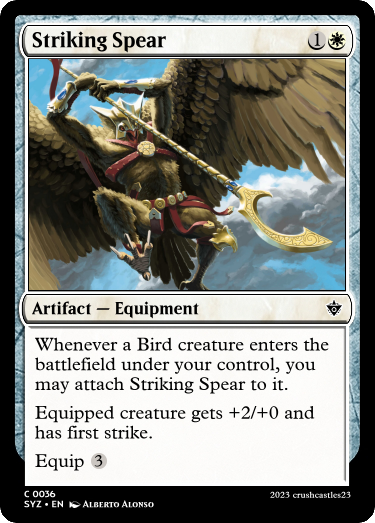 Striking Spear 1
Artifact — Equipment
Whenever a Bird creature enters the
battlefield under your control, you
may attach Striking Spear to it.
Equipped creature gets +2/+0 and
has first strike.
Equip 3
C 0036
SYZ • EN Alberto Alonso
2023 crushcastles23